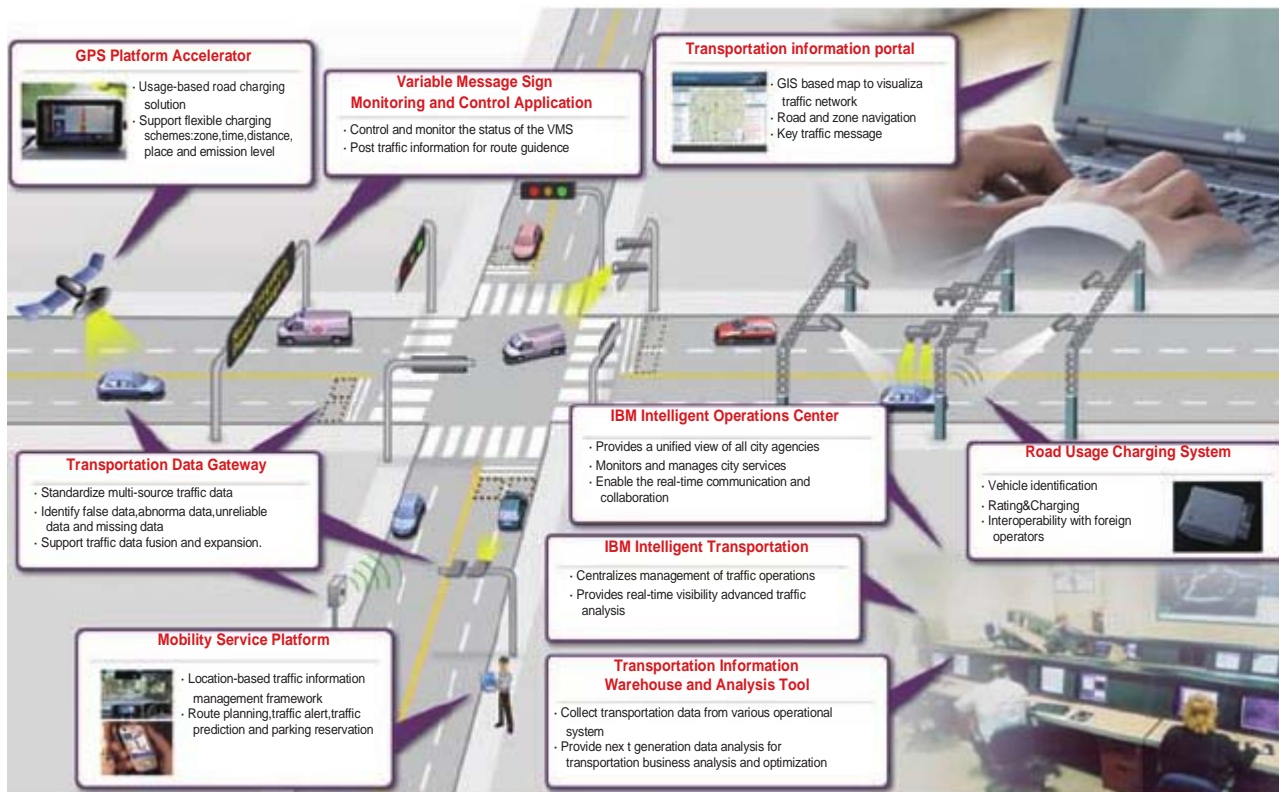 GPS Platform Accelerator
· Usage-based road charging
solution
· Support flexible charging
schemes:zone,time,distance,
place and emission level
Variable Message Sign
Monitoring and Control Application
· Control and monitor the status of the VMS
· Post traffic information for route guidance
Transportation information portal
· GIS based map to visualiza
traffic network
· Road and zone navigation
· Key traffic message
Transportation Data Gateway
· Standardize multi-source traffic data
· Identify false data,abnorma data,unreliable
data and missing data
· Support traffic data fusion and expansion.
IBM Intelligent Operations Center
· Provides a unified view of all city agencies
· Monitors and manages city services
· Enable the real-time communication and
collaboration
Road Usage Charging System
· Vehicle identification
· Rating&Charging
· Interoperability with foreign
operators
IBM Intelligent Transportation
· Centralizes management of traffic operations
· Provides real-time visibility advanced traffic
analysis
Mobility Service Platform
· Location-based traffic information
management framework
· Route planning,traffic alert,traffic
prediction and parking reservation
Transportation Information
Warehouse and Analysis Tool
· Collect transportation data from various operational
system
· Provide nex t generation data analysis for
transportation business analysis and optimization